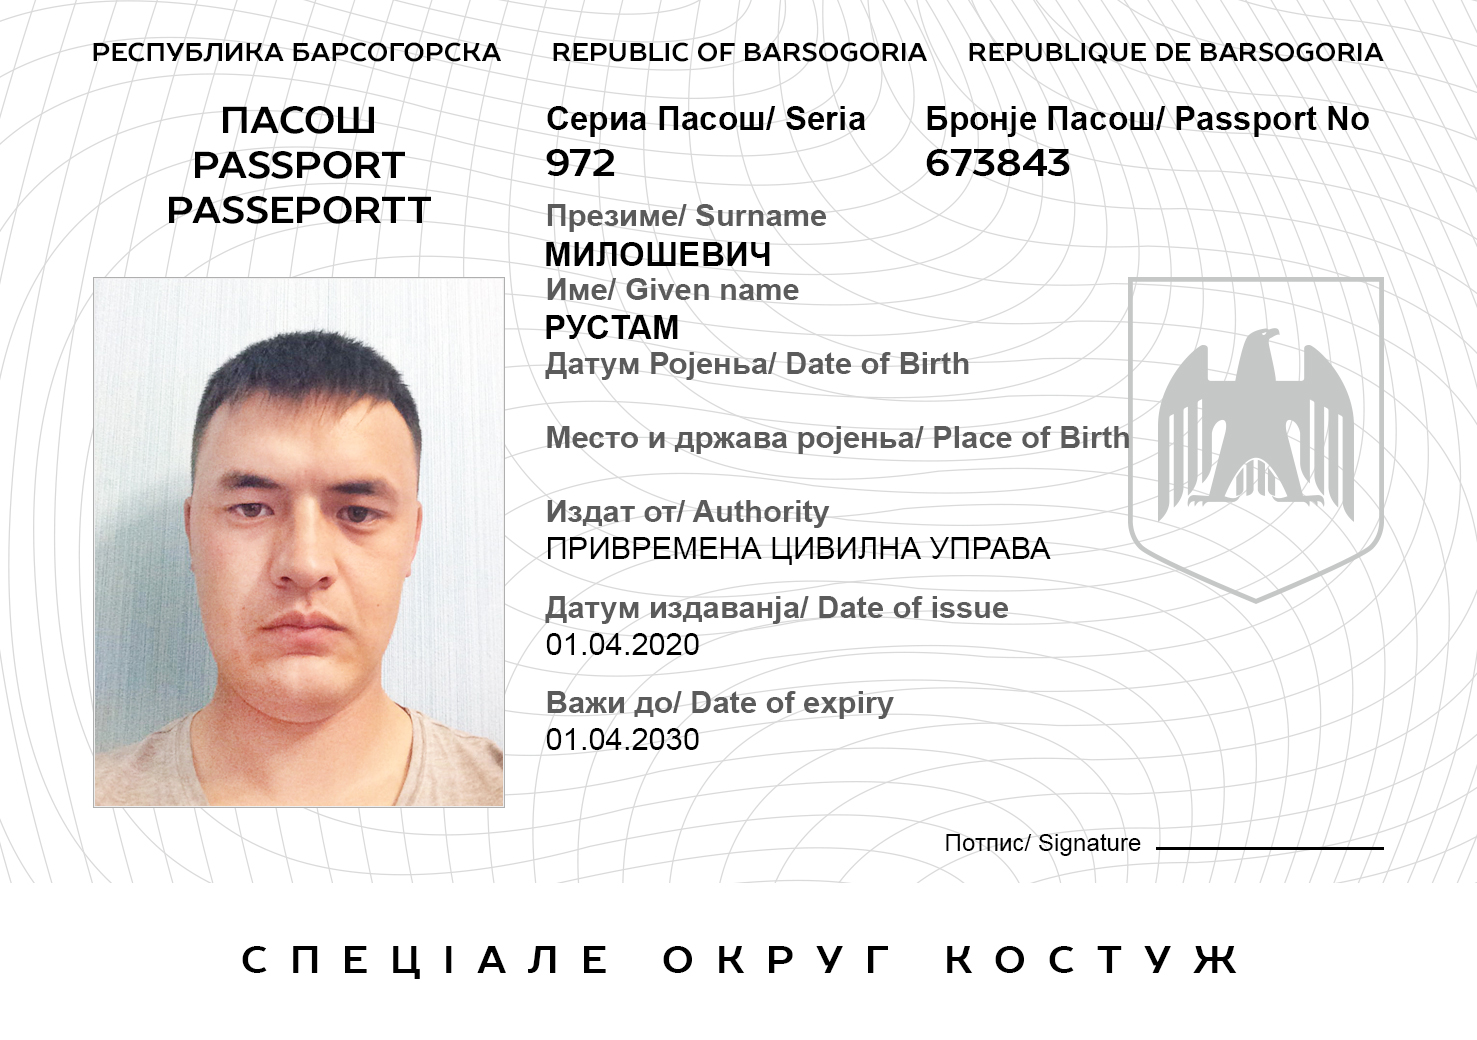 РЕСПУБЛИКА БАРСОГОРСКА REPUBLIC OF BARSOGORIA REPUBLIQUE DE BARSOGORIA
ПАСОШ
PASSPORT
PASSEPORTT
Сериа Пасош/ Seria Бронје Пасош/ Passport No
972 673843
Презиме/ Surname
МИЛОШЕВИЧ
Име/ Given name
РУСТАМ
Датум Ројења/ Date of Birth
Место и држава ројења/ Place of Birth
Издат от/ Authority
ПРИВРЕМЕНА ЦИВИЛНА УПРАВА
Датум издаванја/ Date of issue
01.04.2020
Важи до/ Date of expiry
01.04.2030
Потпис/ Signature
СПЕЦІАЛЕ ОКРУГ КОСТУЖ